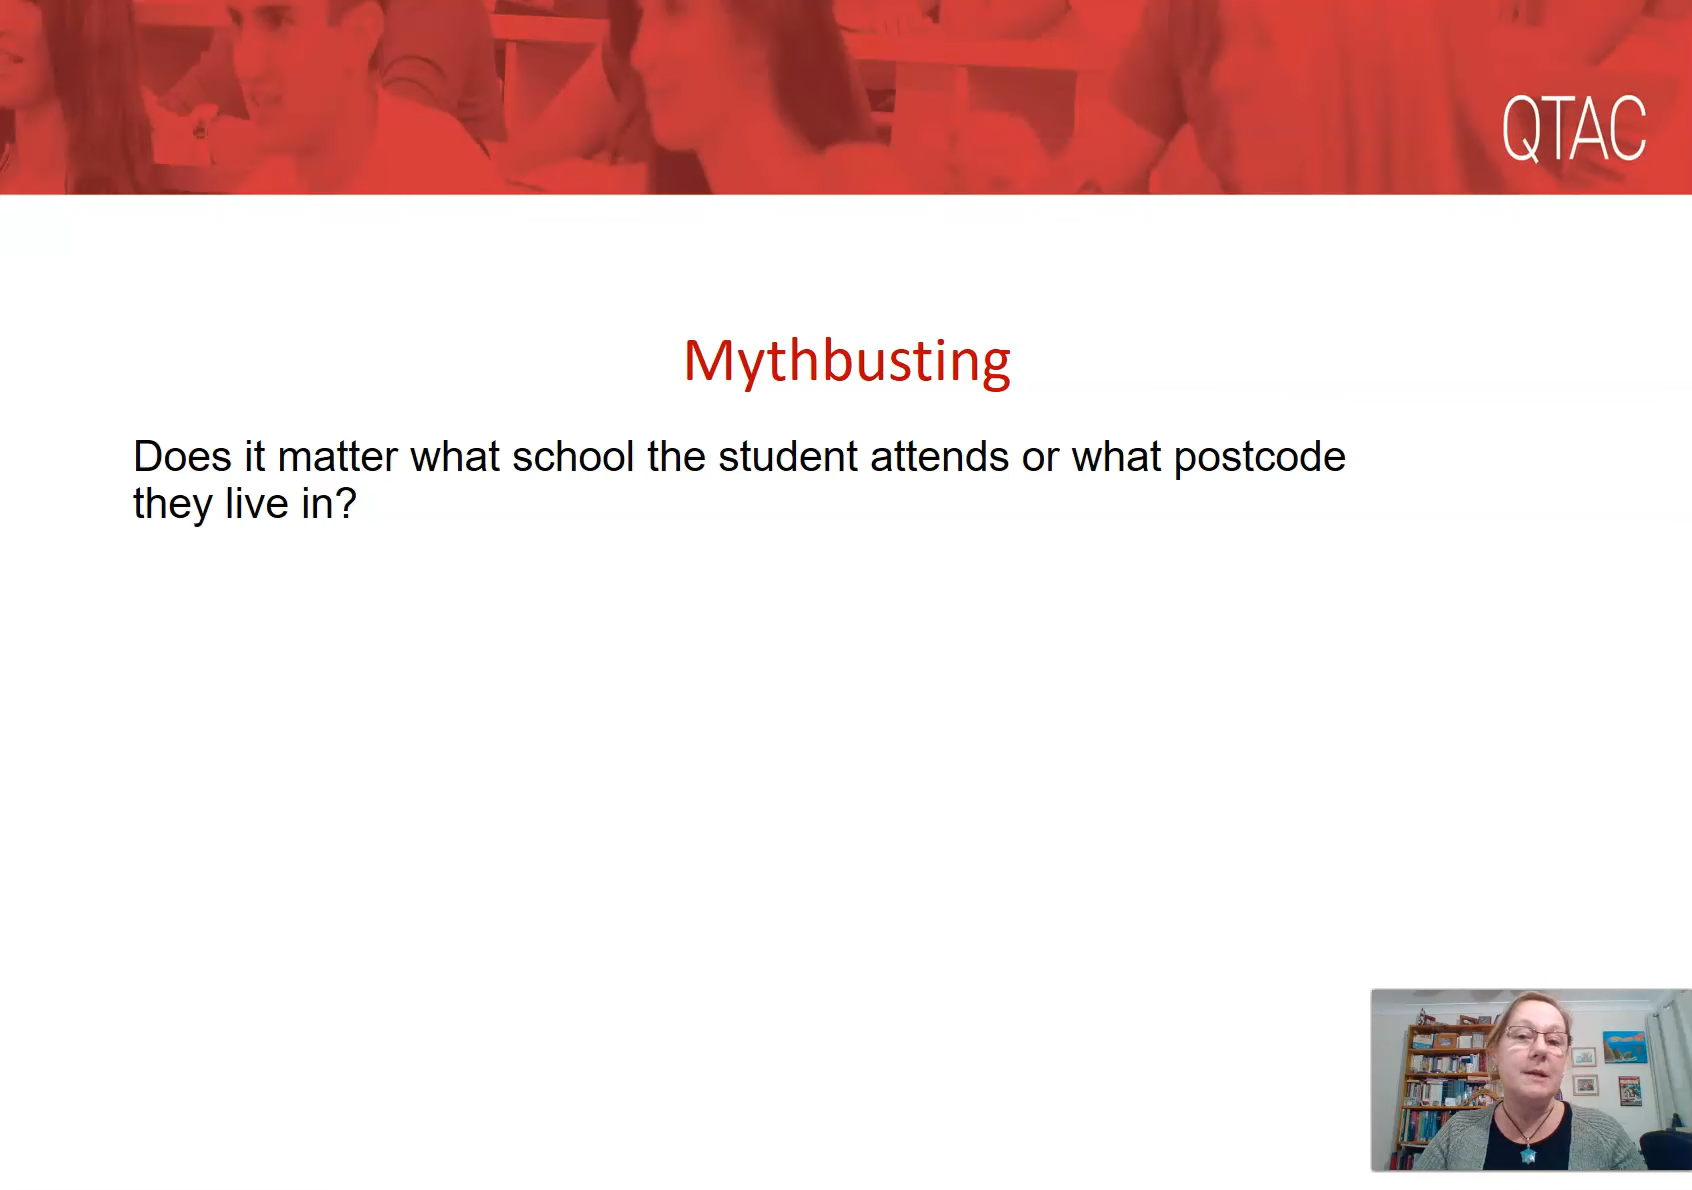 QTAC
Mythbusting
Does it matter what school the student attends or what postcode
they live in?